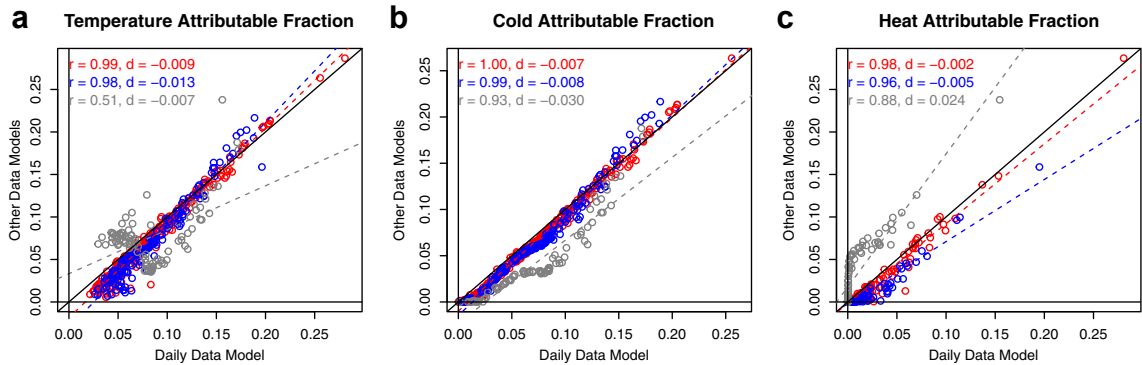 a
Temperature Attributable Fraction
r = 0.99, d = −0.009
r = 0.98, d = −0.013
r = 0.51, d = −0.007
Other Data Models
0.00 0.05 0.10 0.15 0.20 0.25
0.00 0.05 0.10 0.15 0.20 0.25
Daily Data Model
b
Cold Attributable Fraction
r = 1.00, d = −0.007
r = 0.99, d = −0.008
r = 0.93, d = −0.030
Other Data Models
0.00 0.05 0.10 0.15 0.20 0.25
0.00 0.05 0.10 0.15 0.20 0.25
Daily Data Model
c
Heat Attributable Fraction
r = 0.98, d = −0.002
r = 0.96, d = −0.005
r = 0.88, d = 0.024
Other Data Models
0.00 0.05 0.10 0.15 0.20 0.25
0.00 0.05 0.10 0.15 0.20 0.25
Daily Data Model